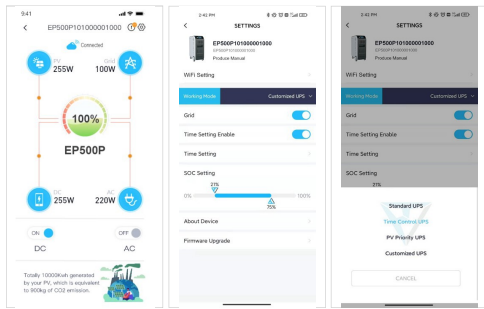 9:41
EP500P101000001000
Connected
PV
255W
Grid
100W
100%
EP500P
DC
255W
AC
220W
ON
OFF
DC
AC
Totally 10000Kwh generated
by your PV, which is equivalent
to 900kg of CO2 emission.
2:42 PM
SETTINGS
EP500P101000001000
EP500P101000001000
Produce Manual
WiFi Setting
Working Mode
Customized UPS
Grid
Time Setting Enable
Time Setting
SOC Setting
21%
0%
100%
75%
About Device
Firmware Upgrade
2:42 PM
SETTINGS
EP500P101000001000
EP500P101000001000
Produce Manual
WiFi Setting
Working Mode
Customized UPS
Grid
Time Setting Enable
Time Setting
SOC Setting
21%
Standard UPS
Time Control UPS
PV Priority UPS
Customized UPS
CANCEL